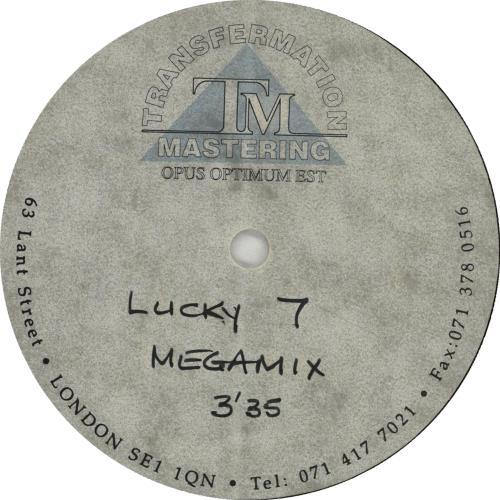 TRANSFERMATION
TM
MASTERING
OPUS OPTIMUM EST
Lucky 7
MEGAMIX
3'35
63 Lant Street • LONDON SE1 1QN • Tel: 071 417 7021 • Fax:071 378 0516